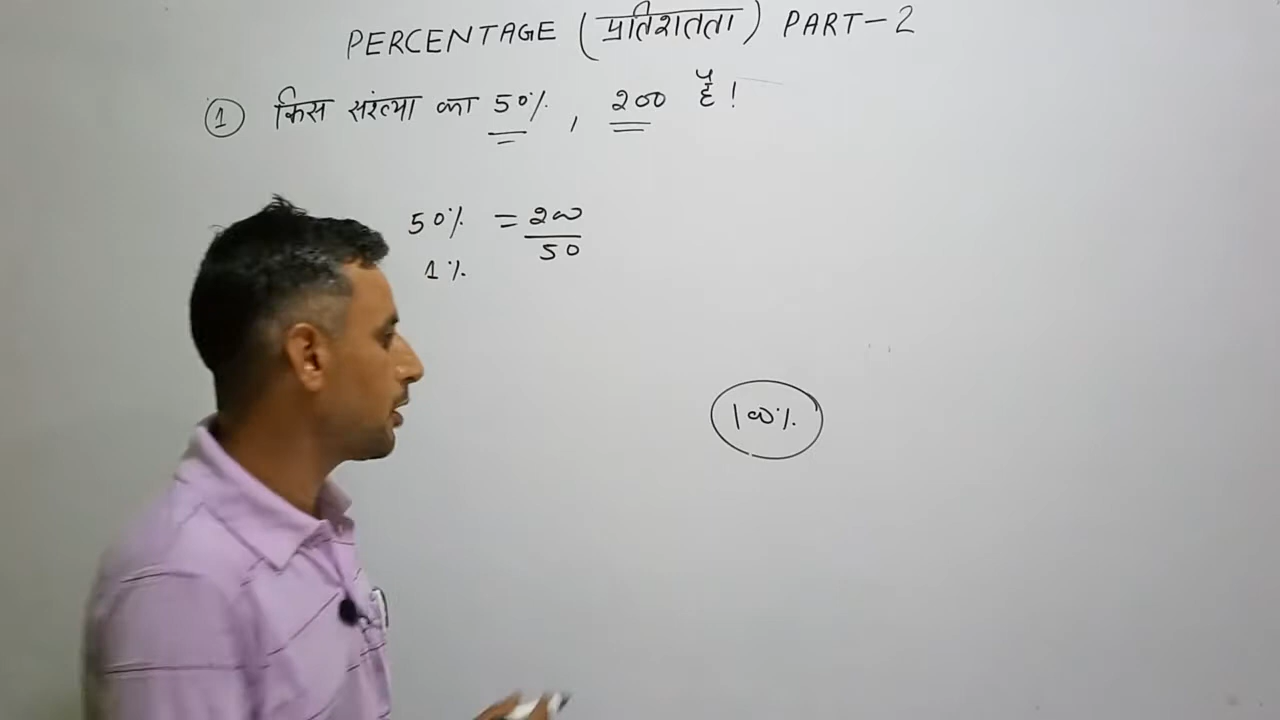 PERCENTAGE (प्रतिशतता) PART-2
① किस संख्या का 50%, 200 है!
50% = 200/50
1%
100%